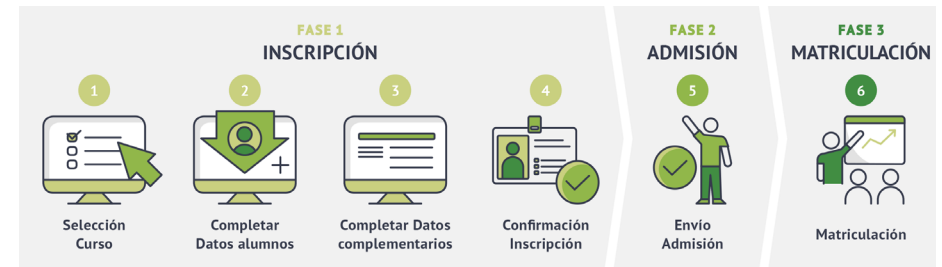 FASE 1
INSCRIPCIÓN
1
Selección
Curso
2
Completar
Datos alumnos
3
Completar Datos
complementarios
4
Confirmación
Inscripción
FASE 2
ADMISIÓN
5
Envío
Admisión
FASE 3
MATRICULACIÓN
6
Matriculación